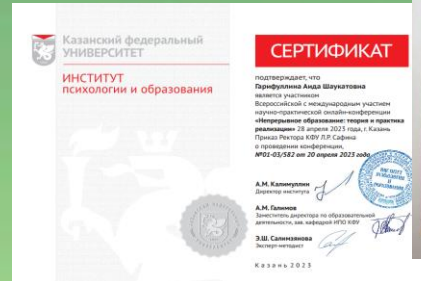 Казанский федеральный
УНИВЕРСИТЕТ
ИНСТИТУТ
психологии и образования
СЕРТИФИКАТ
подтверждает, что
Гарифуллина Аида Шаукатовна
является участником
Всероссийской с международным участием
научно-практической онлайн-конференции
«Непрерывное образование: теория и практика
реализации» 28 апреля 2023 года, г. Казань
Приказ Ректора КФУ Л.Р. Сафина
о проведении конференции,
№01-03/582 от 20 апреля 2023 года
А.М. Калимуллин
Директор института
А.М. Галимов
Заместитель директора по образовательной
деятельности, зав. кафедрой ИПО КФУ
Э.Ш. Салимзянова
Эксперт-методист
Казань 2023